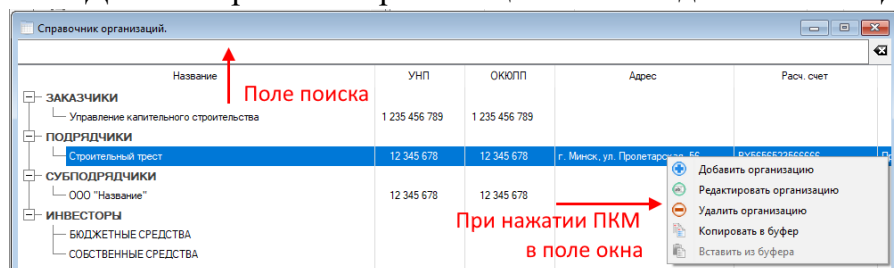 Справочник организаций.
Название УНП ОКЮЛП Адрес Расч. счет
Поле поиска
ЗАКАЗЧИКИ
Управление капительного строительства 1 235 456 789 1 235 456 789
ПОДРЯДЧИКИ
Строительный трест 12 345 678 12 345 678 г. Минск, ул. Пролетарская, 56
СУБПОДРЯДЧИКИ
ООО "Название" 12 345 678 12 345 678
ИНВЕСТОРЫ
БЮДЖЕТНЫЕ СРЕДСТВА
СОБСТВЕННЫЕ СРЕДСТВА
При нажатии ПКМ
в поле окна
Добавить организацию
Редактировать организацию
Удалить организацию
Копировать в буфер
Вставить из буфера